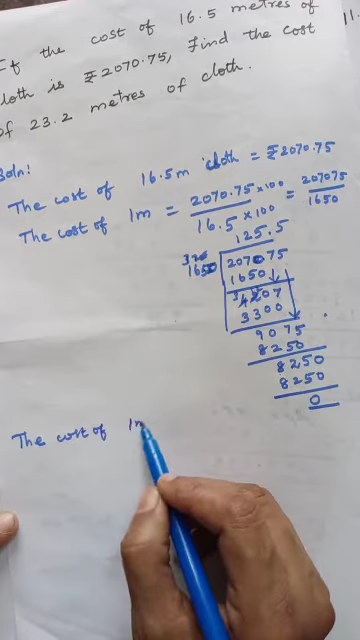 If the cost of 16.5 metres of
cloth is ₹2070.75, Find the cost
of 23.2 metres of cloth.
11.
Soln:
The cost of 16.5m cloth = ₹2070.75
The cost of 1m = 2070.75×100 / 16.5×100 = 207075 / 1650
125.5
1650 207075
1650
4207
3300
9075
8250
8250
8250
0
The cost of 1m